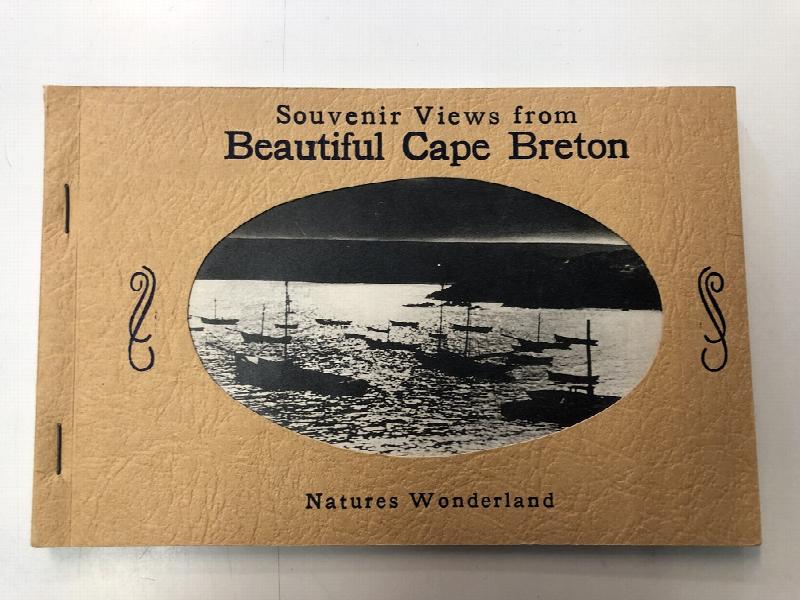 Souvenir Views from
Beautiful Cape Breton
Natures Wonderland